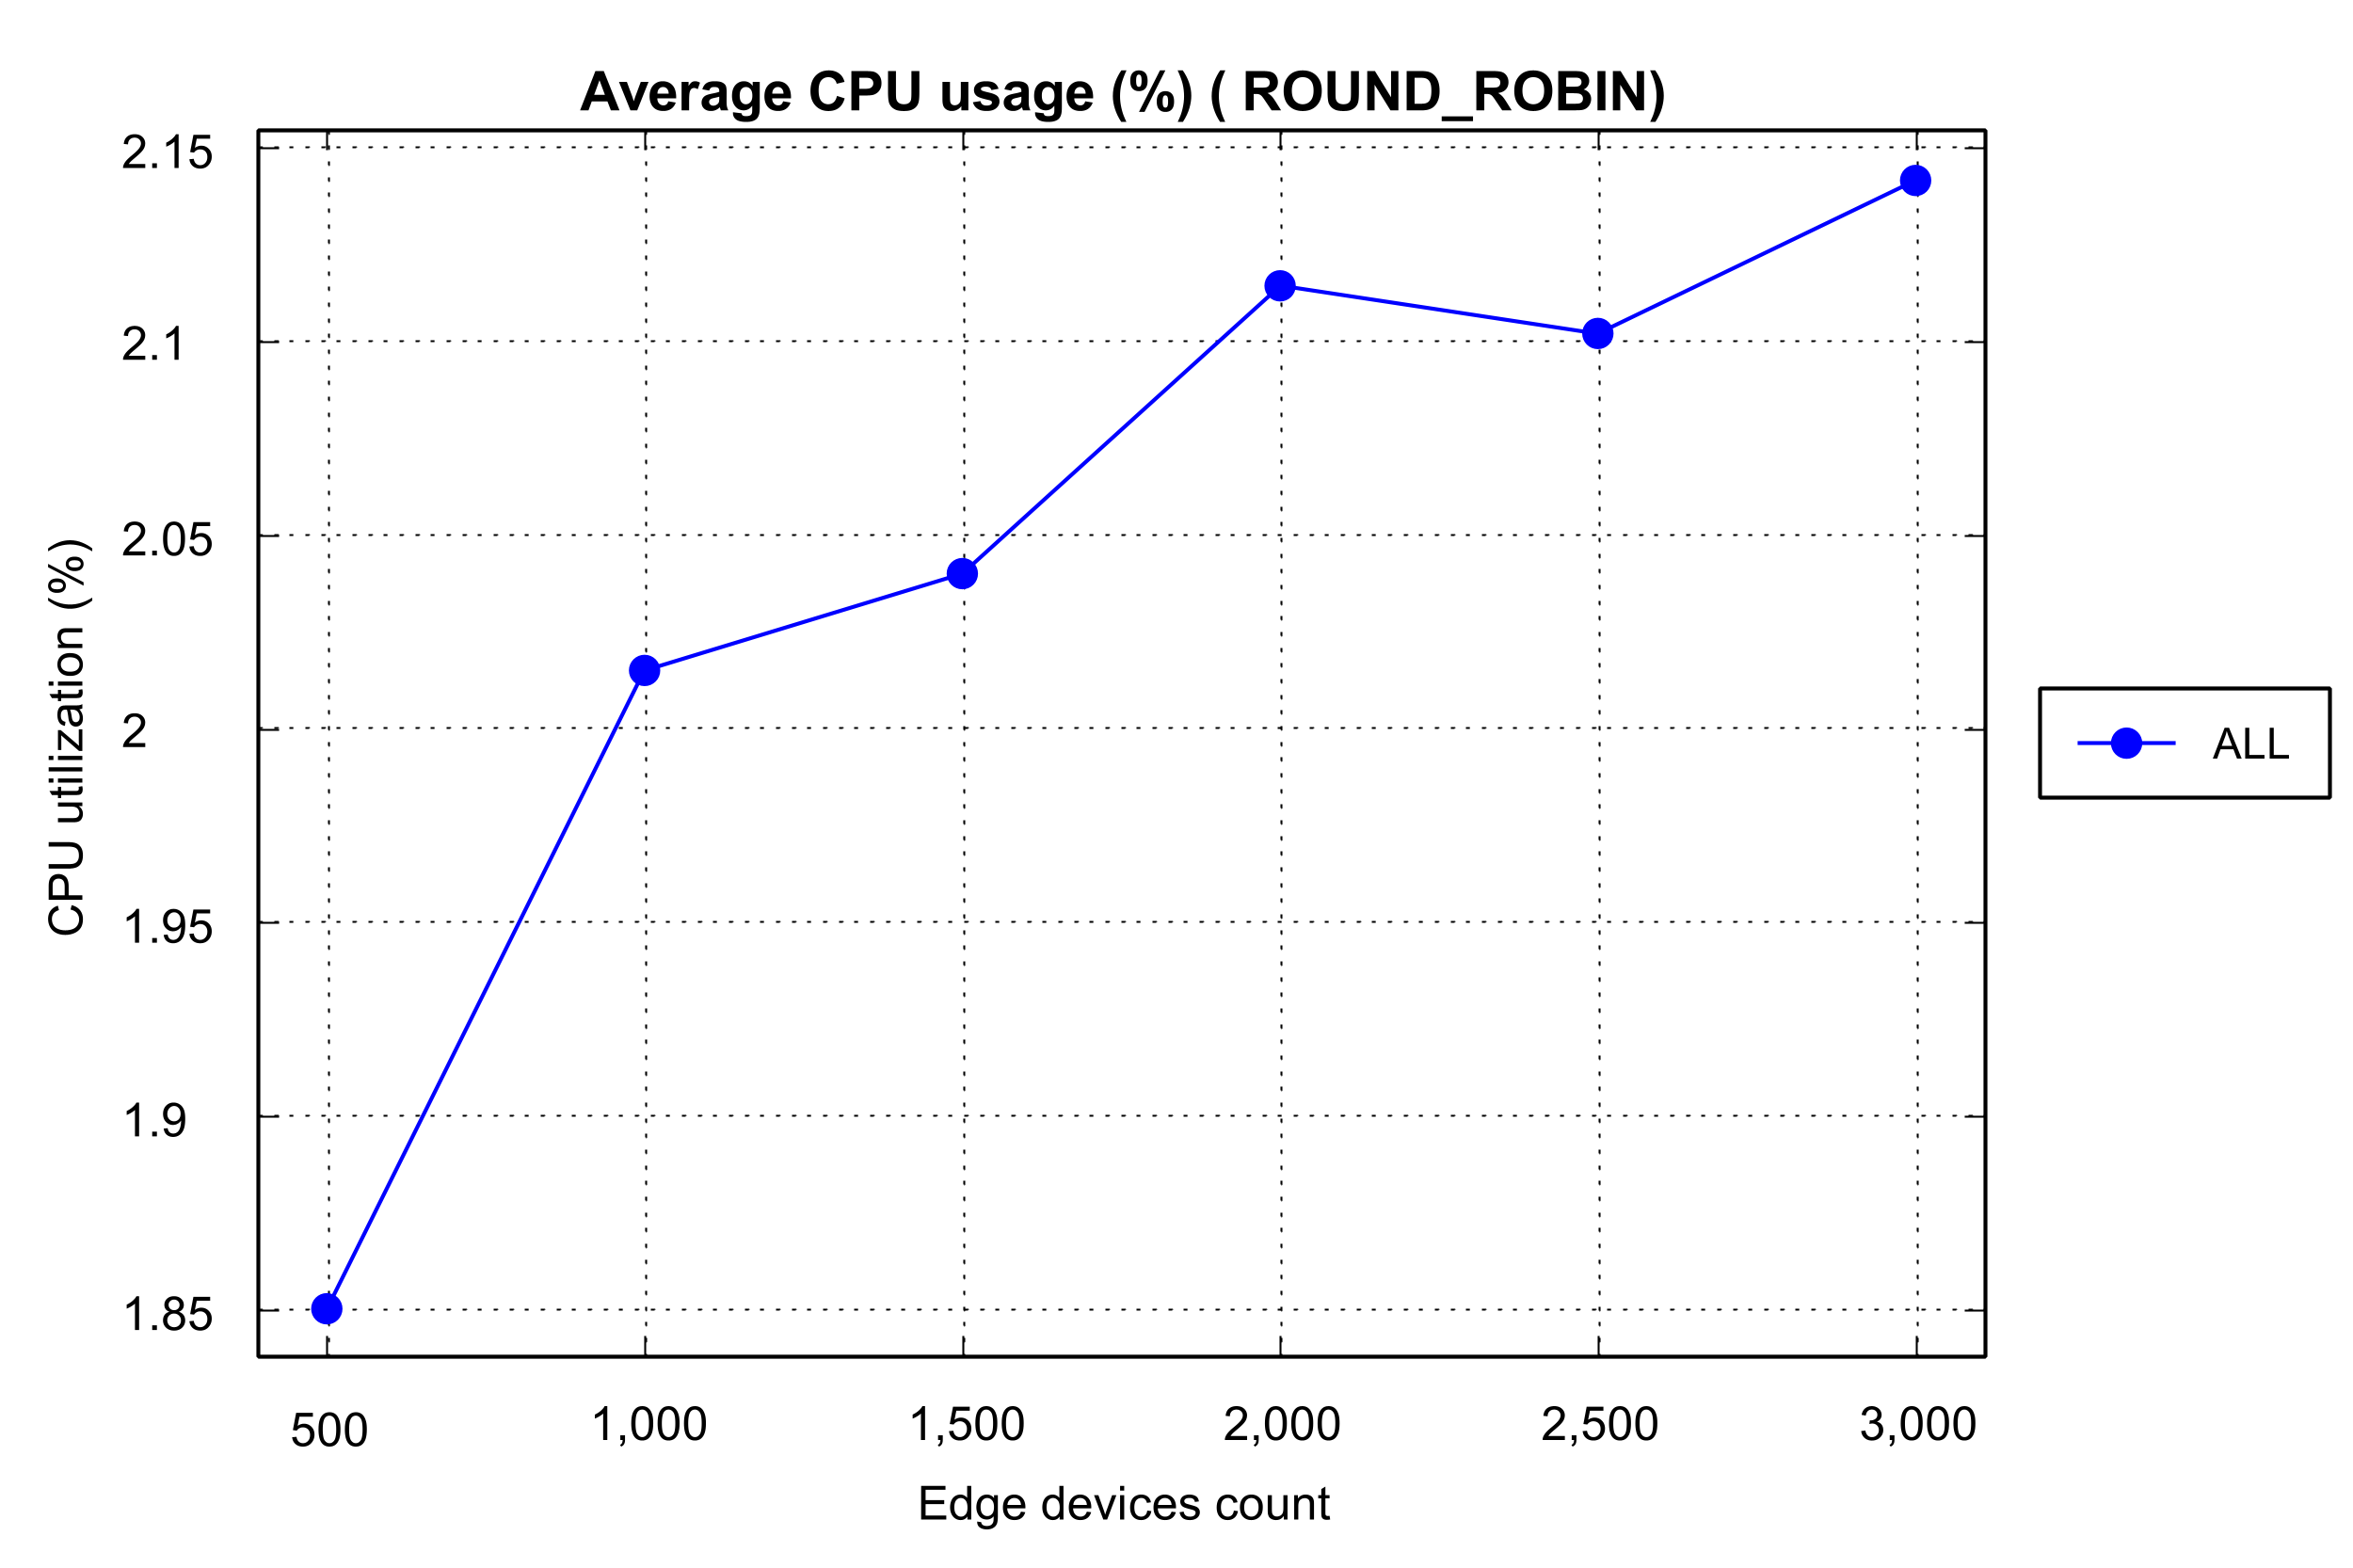 Average CPU usage (%) ( ROUND_ROBIN)
2.15
2.1
2.05
2
1.95
1.9
1.85
CPU utilization (%)
ALL
500 1,000 1,500 2,000 2,500 3,000
Edge devices count